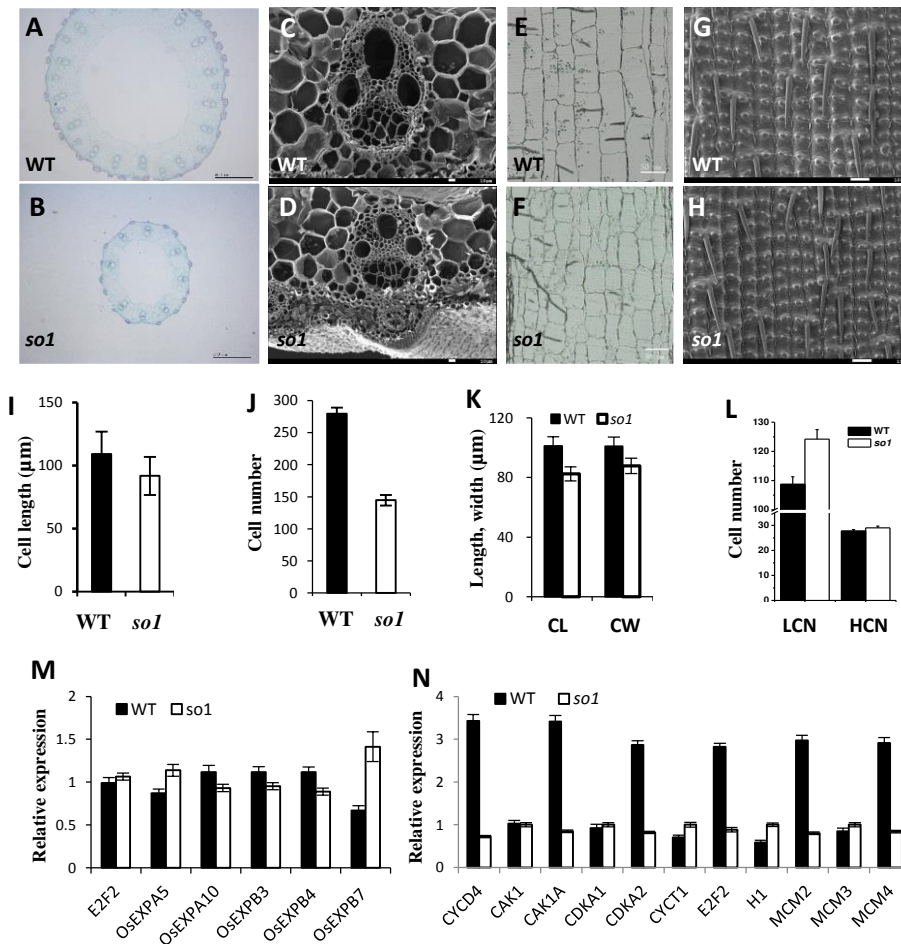 A
WT
B
so1
C
WT
D
so1
E
WT
F
so1
G
WT
H
so1
I
Cell length (μm)
150
100
50
0
WT so1
J
Cell number
300
250
200
150
100
50
0
WT so1
K
WT so1
Length, width (μm)
120
80
40
0
CL CW
L
WT
so1
Cell number
130
120
110
30
20
10
0
LCN HCN
M
WT so1
Relative expression
2
1.5
1
0.5
0
E2F2
OsEXPA5
OsEXPA10
OsEXPB3
OsEXPB4
OsEXPB7
N
WT so1
Relative expression
4
3
2
1
0
CYCD4
CAK1
CAK1A
CDKA1
CDKA2
CYCT1
E2F2
H1
MCM2
MCM3
MCM4